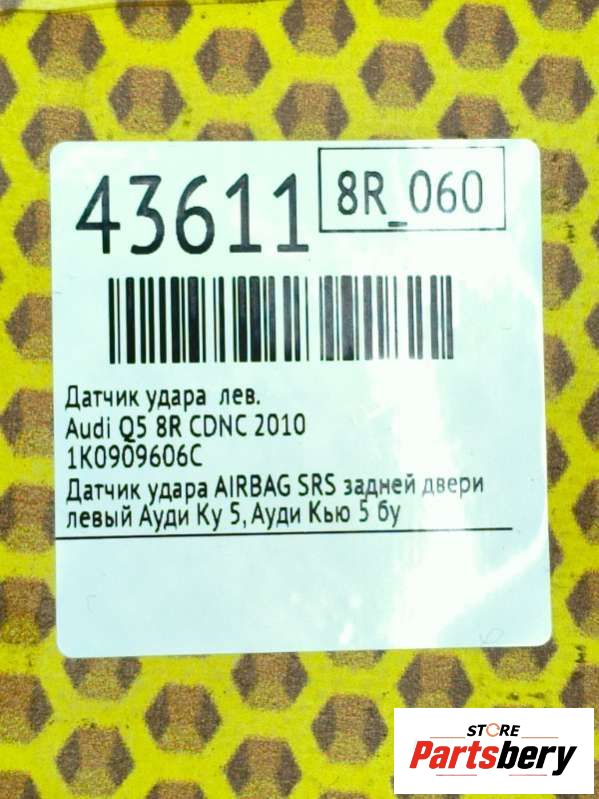 43611
8R_060
Датчик удара лев.
Audi Q5 8R CDNC 2010
1K0909606C
Датчик удара AIRBAG SRS задней двери
левый Ауди Ку 5, Ауди Кью 5 бу
STORE
Partsbery